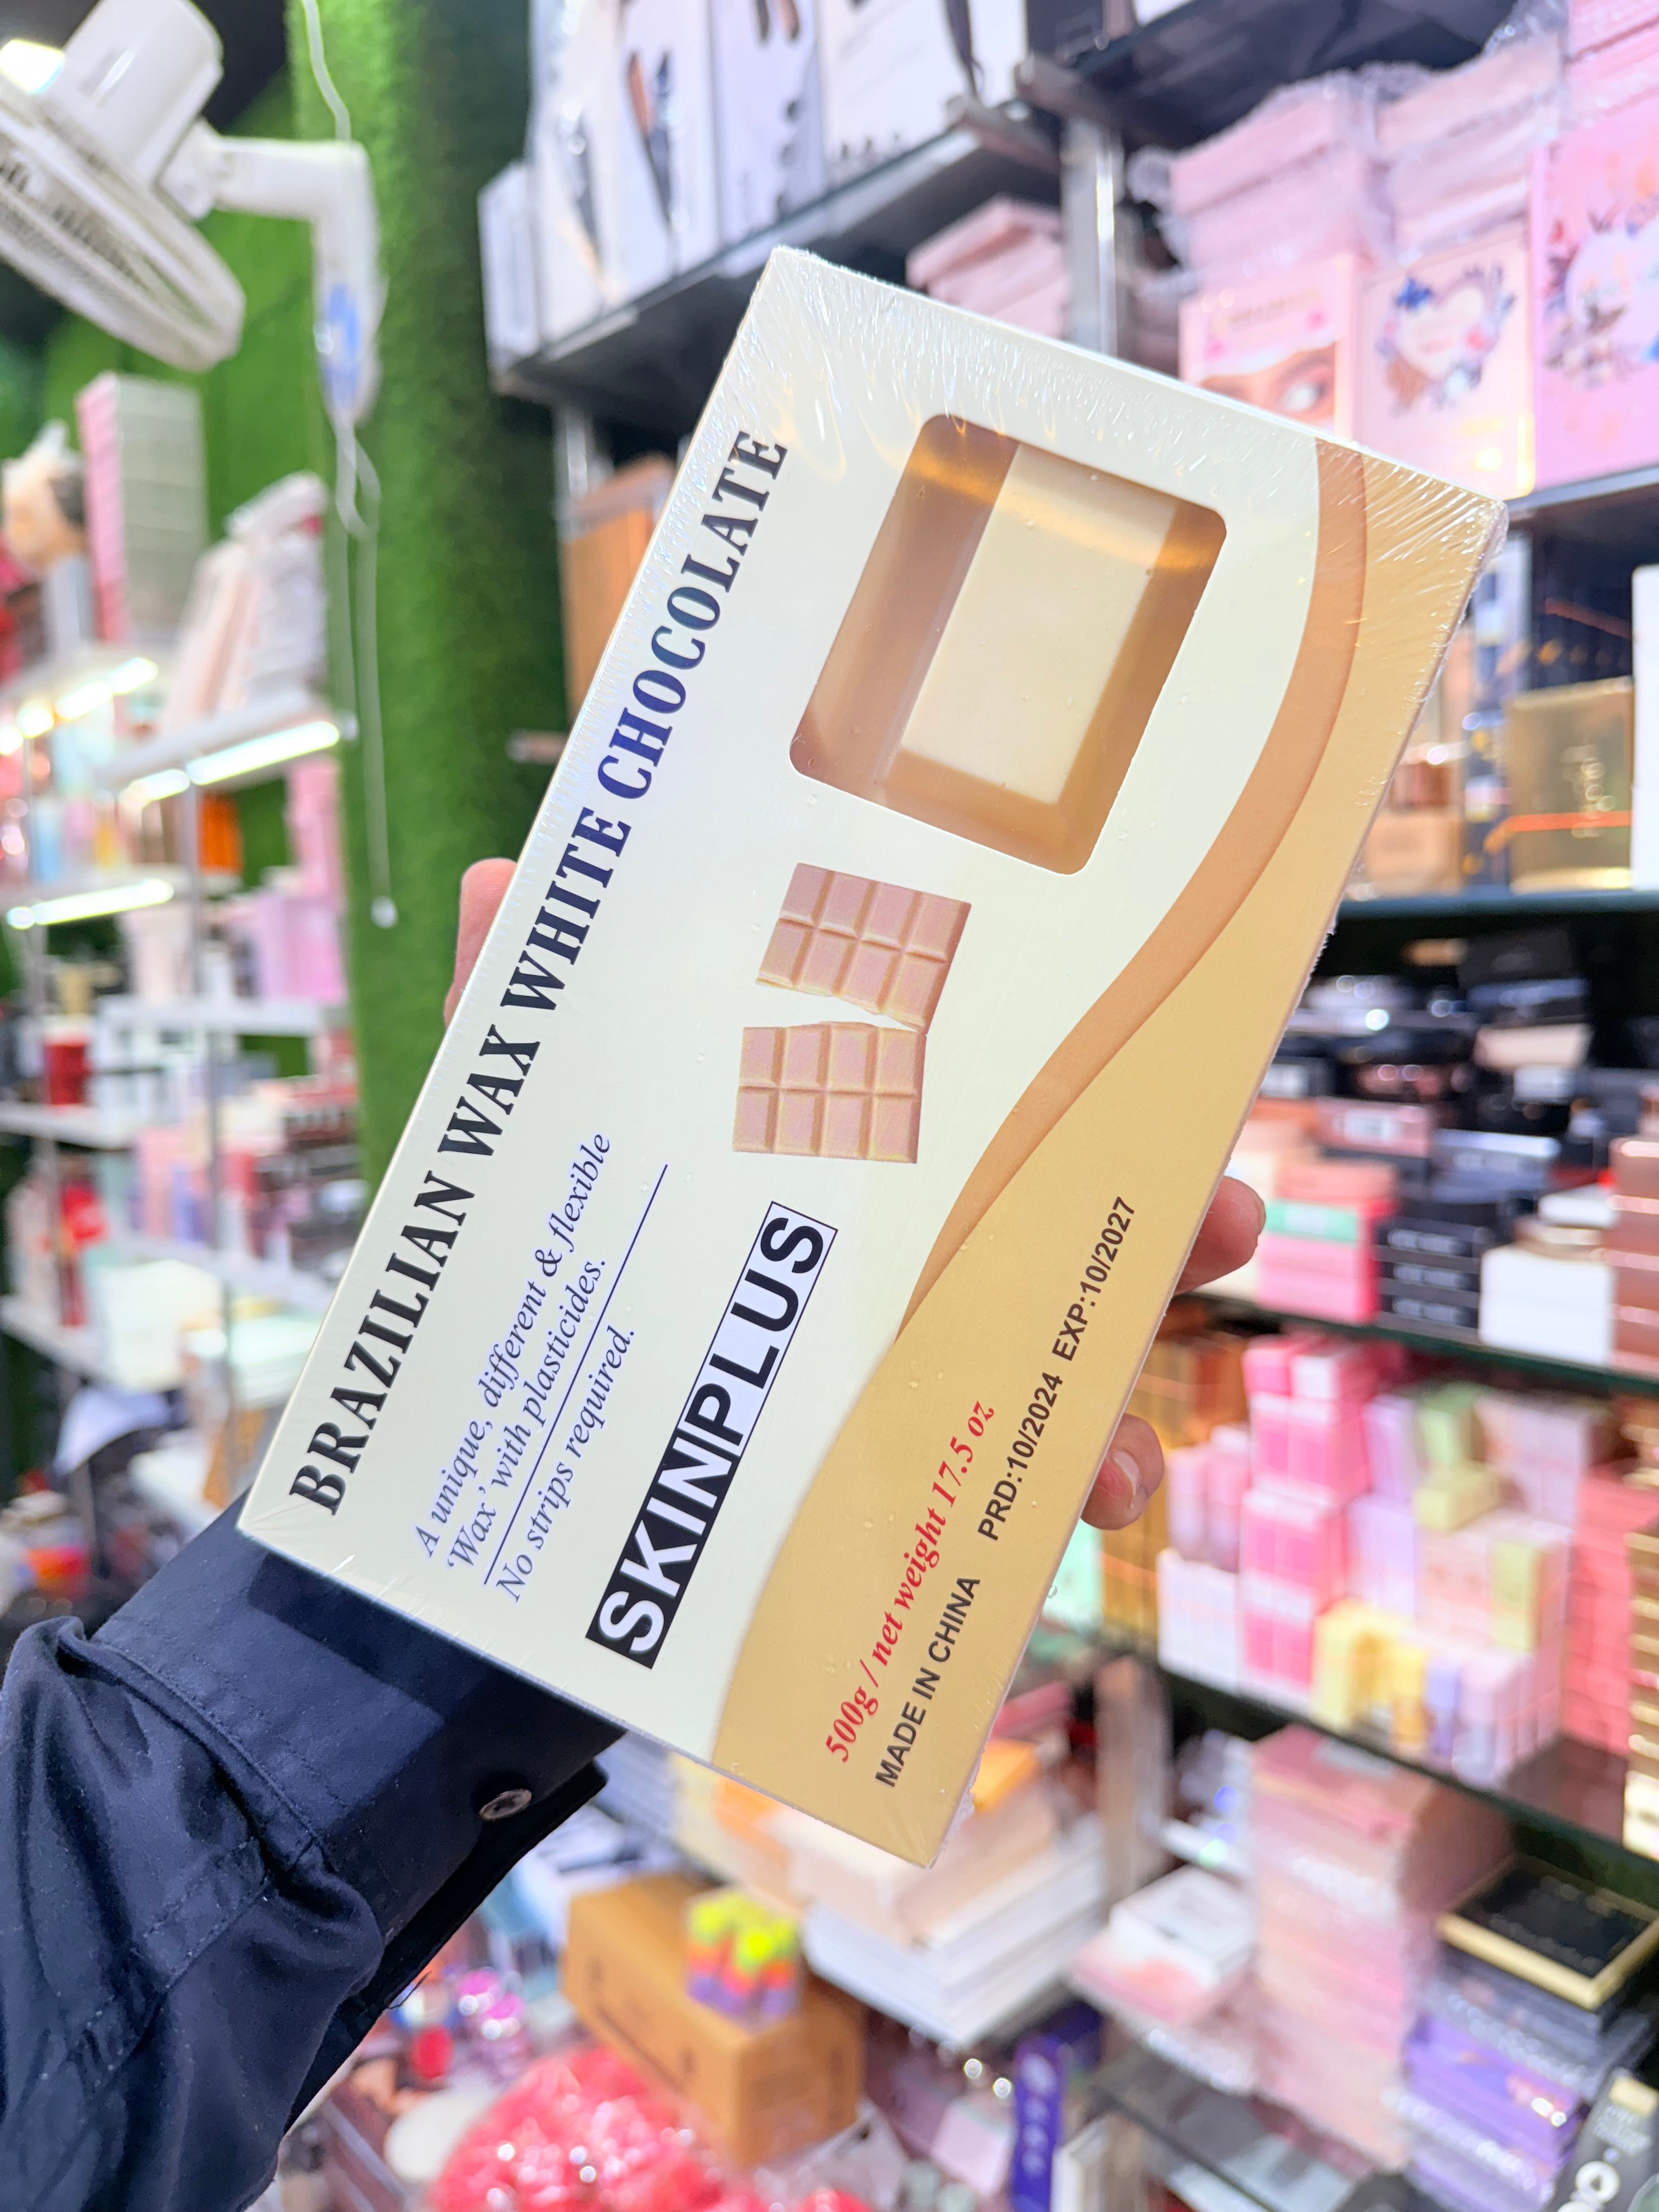 BRAZILIAN WAX WHITE CHOCOLATE
A unique, different & flexible
'Wax' with plasticides.
No strips required.
SKINPLUS
500g / net weight 17.5 oz
MADE IN CHINA PRD:10/2024 EXP:10/2027